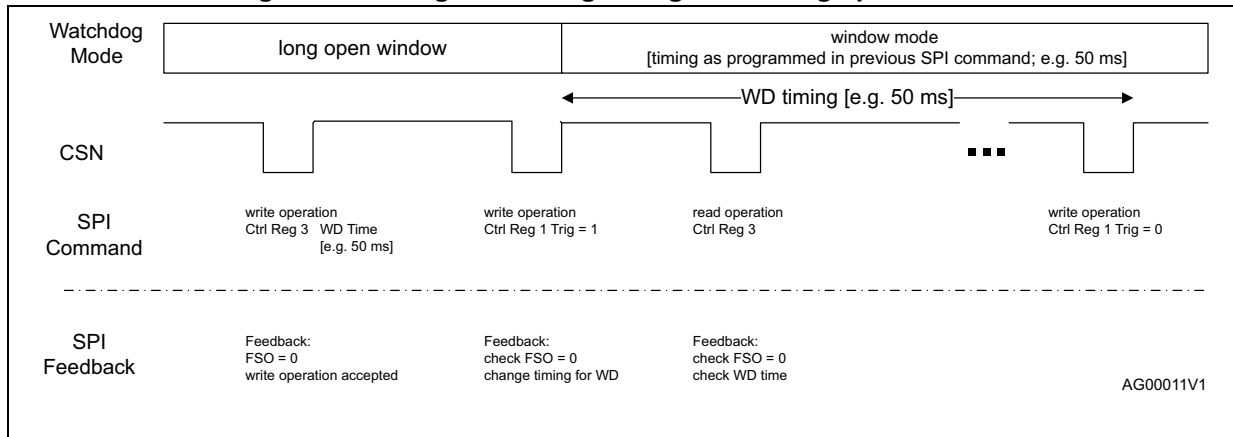 Watchdog
Mode
long open window
window mode
[timing as programmed in previous SPI command; e.g. 50 ms]
WD timing [e.g. 50 ms]
CSN
SPI
Command
write operation
Ctrl Reg 3 WD Time
[e.g. 50 ms]
write operation
Ctrl Reg 1 Trig = 1
read operation
Ctrl Reg 3
write operation
Ctrl Reg 1 Trig = 0
SPI
Feedback
Feedback:
FSO = 0
write operation accepted
Feedback:
check FSO = 0
change timing for WD
Feedback:
check FSO = 0
check WD time
AG00011V1